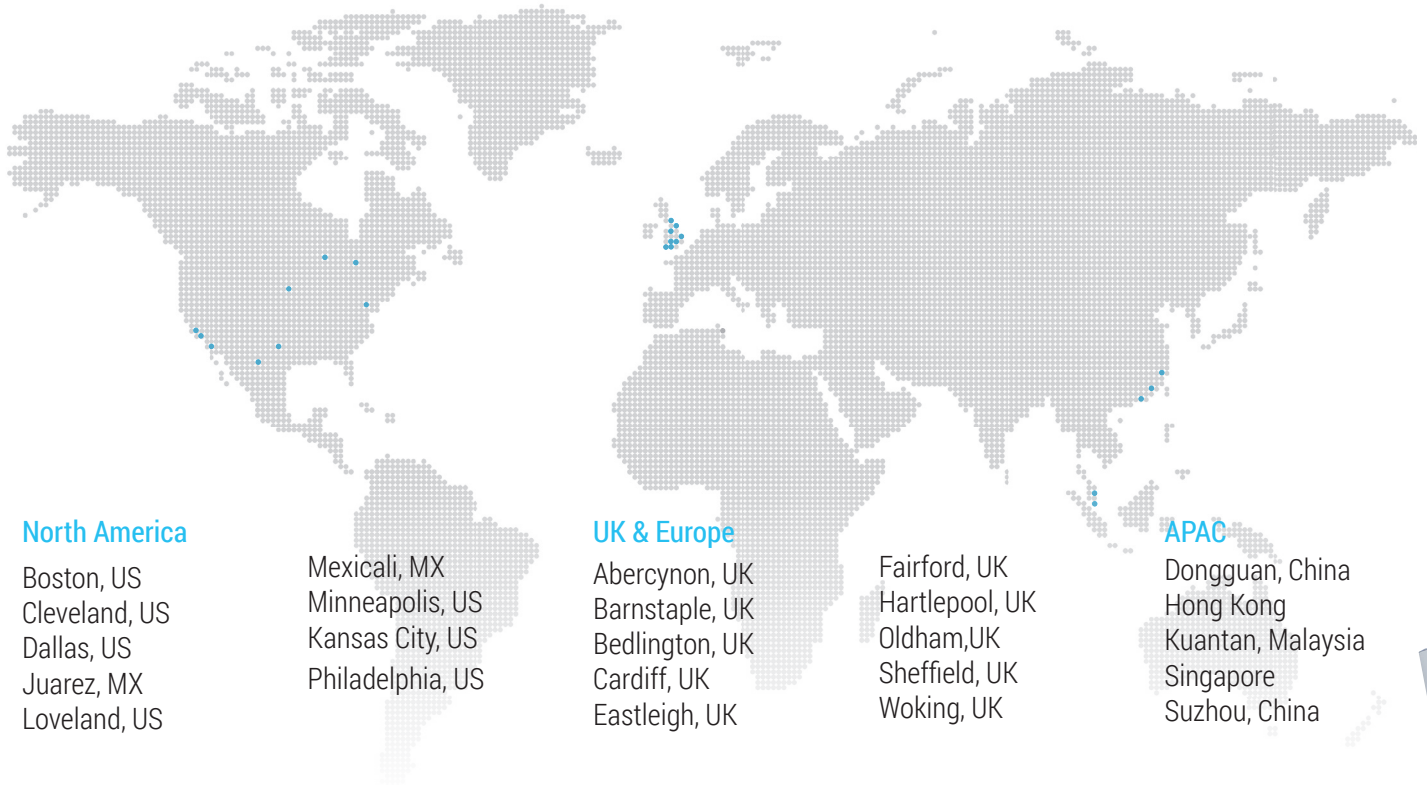 North America
Boston, US
Cleveland, US
Dallas, US
Juarez, MX
Loveland, US
Mexicali, MX
Minneapolis, US
Kansas City, US
Philadelphia, US
UK & Europe
Abercynon, UK
Barnstaple, UK
Bedlington, UK
Cardiff, UK
Eastleigh, UK
Fairford, UK
Hartlepool, UK
Oldham,UK
Sheffield, UK
Woking, UK
APAC
Dongguan, China
Hong Kong
Kuantan, Malaysia
Singapore
Suzhou, China